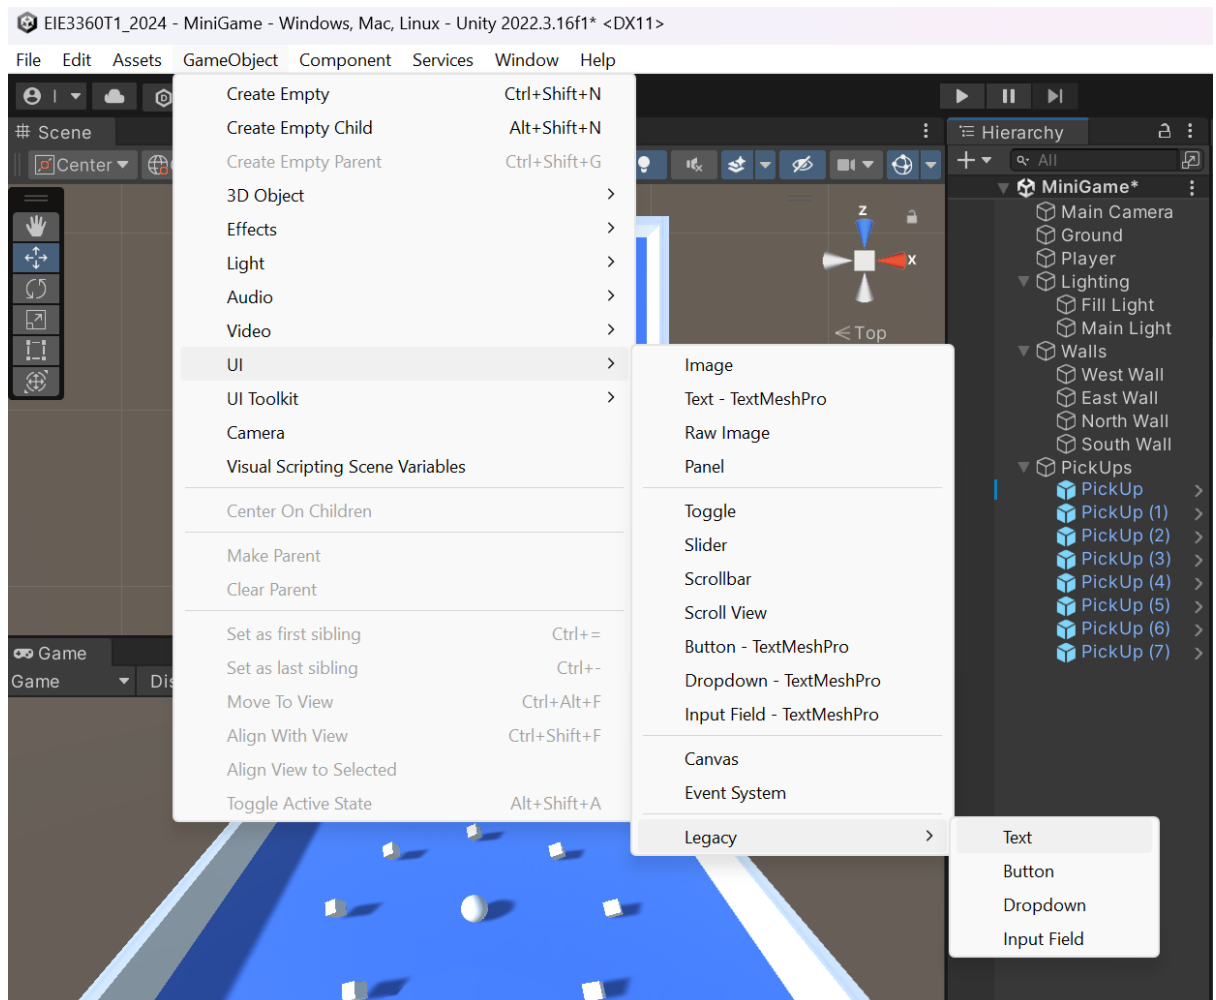 EIE3360T1_2024 - MiniGame - Windows, Mac, Linux - Unity 2022.3.16f1* <DX11>
File Edit Assets GameObject Component Services Window Help
Scene
Center
Create Empty Ctrl+Shift+N
Create Empty Child Alt+Shift+N
Create Empty Parent Ctrl+Shift+G
3D Object
Effects
Light
Audio
Video
UI
UI Toolkit
Camera
Visual Scripting Scene Variables
Center On Children
Make Parent
Clear Parent
Set as first sibling Ctrl+=
Set as last sibling Ctrl+-
Move To View Ctrl+Alt+F
Align With View Ctrl+Shift+F
Align View to Selected
Toggle Active State Alt+Shift+A
Image
Text - TextMeshPro
Raw Image
Panel
Toggle
Slider
Scrollbar
Scroll View
Button - TextMeshPro
Dropdown - TextMeshPro
Input Field - TextMeshPro
Canvas
Event System
Legacy
Text
Button
Dropdown
Input Field
z
x
Top
Game
Game Dis
Hierarchy
All
MiniGame*
Main Camera
Ground
Player
Lighting
Fill Light
Main Light
Walls
West Wall
East Wall
North Wall
South Wall
PickUps
PickUp
PickUp (1)
PickUp (2)
PickUp (3)
PickUp (4)
PickUp (5)
PickUp (6)
PickUp (7)